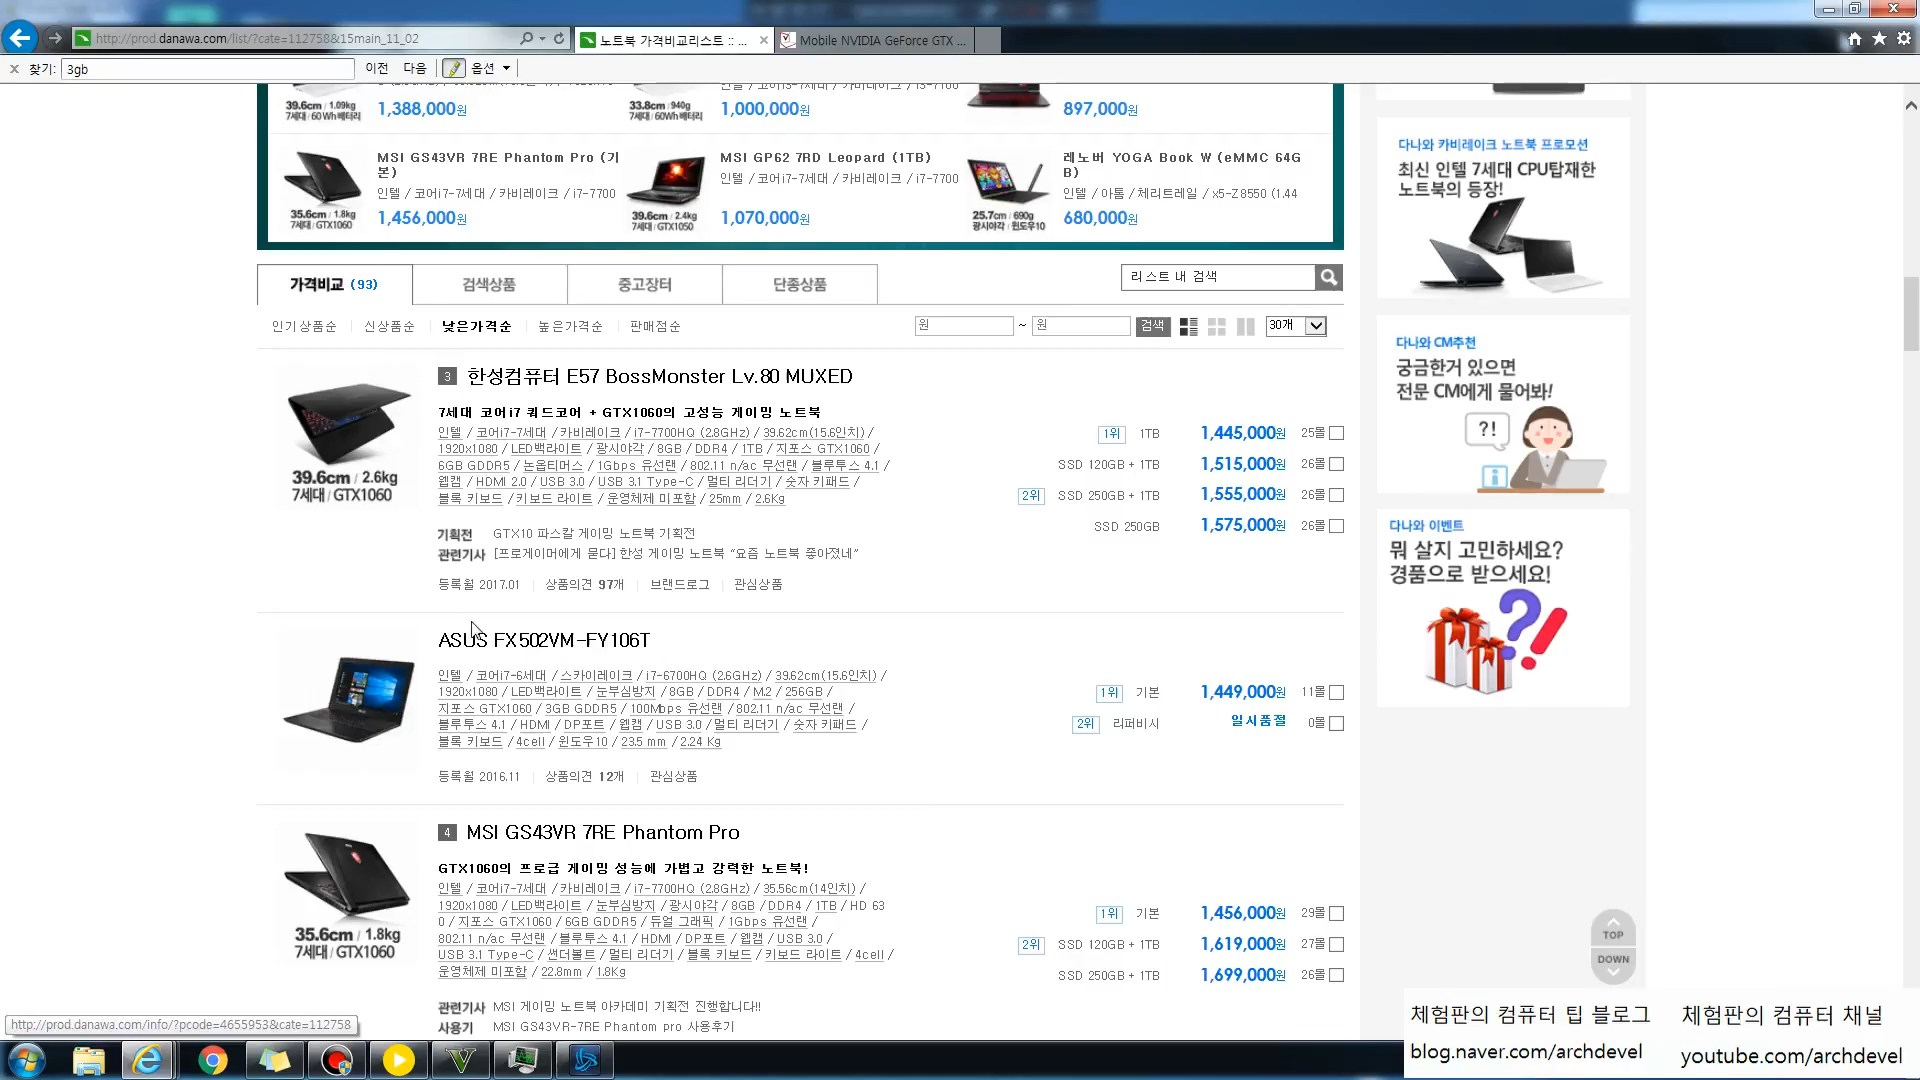 http://prod.danawa.com/list/?cate=112758&15main_11_02
노트북 가격비교리스트 :: ...
Mobile NVIDIA GeForce GTX ...
찾기: 3gb
이전 다음 옵션
39.6cm / 1.09kg
7세대 / 60Wh배터리
1,388,000원
33.8cm / 940g
7세대 / 60Wh 배터리
1,000,000원
897,000원
MSI GS43VR 7RE Phantom Pro (기본)
인텔 / 코어i7-7세대 / 카비레이크 / i7-7700
35.6cm / 1.8kg
7세대/GTX1060
1,456,000원
MSI GP62 7RD Leopard (1TB)
인텔 / 코어i7-7세대 / 카비레이크 / i7-7700
39.6cm / 2.4kg
7세대/GTX1050
1,070,000원
레노버 YOGA Book W (eMMC 64GB)
인텔 / 아톰 / 체리트레일 / x5-Z8550 (1.44
25.7cm / 690g
광시야각 / 윈도우10
680,000원
가격비교 (93)
검색상품
중고장터
단종상품
리스트 내 검색
인기상품순
신상품순
낮은가격순
높은가격순
판매점순
원 ~ 원 검색
30개
3 한성컴퓨터 E57 BossMonster Lv.80 MUXED
7세대 코어i7 쿼드코어 + GTX1060의 고성능 게이밍 노트북
인텔 / 코어i7-7세대 / 카비레이크 / i7-7700HQ (2.8GHz) / 39.62cm(15.6인치) /
1920x1080 / LED백라이트 / 광시야각 / 8GB / DDR4 / 1TB / 지포스 GTX1060 /
6GB GDDR5 / 논옵티머스 / 1Gbps 유선랜 / 802.11 n/ac 무선랜 / 블루투스 4.1 /
웹캠 / HDMI 2.0 / USB 3.0 / USB 3.1 Type-C / 멀티 리더기 / 숫자 키패드 /
블록 키보드 / 키보드 라이트 / 운영체제 미포함 / 25mm / 2.6Kg
39.6cm / 2.6kg
7세대 / GTX1060
1위 1TB 1,445,000원 25몰
SSD 120GB + 1TB 1,515,000원 26몰
2위 SSD 250GB + 1TB 1,555,000원 26몰
SSD 250GB 1,575,000원 26몰
기획전 GTX10 파스칼 게이밍 노트북 기획전
관련기사 [프로게이머에게 묻다] 한성 게이밍 노트북 “요즘 노트북 좋아졌네”
등록월 2017.01 상품의견 97개 브랜드로그 관심상품
ASUS FX502VM-FY106T
인텔 / 코어i7-6세대 / 스카이레이크 / i7-6700HQ (2.6GHz) / 39.62cm(15.6인치) /
1920x1080 / LED백라이트 / 눈부심방지 / 8GB / DDR4 / M.2 / 256GB /
지포스 GTX1060 / 3GB GDDR5 / 100Mbps 유선랜 / 802.11 n/ac 무선랜 /
블루투스 4.1 / HDMI / DP포트 / 웹캠 / USB 3.0 / 멀티 리더기 / 숫자 키패드 /
블록 키보드 / 4cell / 윈도우10 / 23.5 mm / 2.24 Kg
1위 기본 1,449,000원 11몰
2위 리퍼비시 일시품절 0몰
등록월 2016.11 상품의견 12개 관심상품
4 MSI GS43VR 7RE Phantom Pro
GTX1060의 프로급 게이밍 성능에 가볍고 강력한 노트북!
인텔 / 코어i7-7세대 / 카비레이크 / i7-7700HQ (2.8GHz) / 35.56cm(14인치) /
1920x1080 / LED백라이트 / 눈부심방지 / 광시야각 / 8GB / DDR4 / 1TB / HD 63
0 / 지포스 GTX1060 / 6GB GDDR5 / 듀얼 그래픽 / 1Gbps 유선랜 /
802.11 n/ac 무선랜 / 블루투스 4.1 / HDMI / DP포트 / 웹캠 / USB 3.0 /
USB 3.1 Type-C / 썬더볼트 / 멀티 리더기 / 블록 키보드 / 키보드 라이트 / 4cell /
운영체제 미포함 / 22.8mm / 1.8Kg
35.6cm / 1.8kg
7세대 / GTX1060
1위 기본 1,456,000원 29몰
2위 SSD 120GB + 1TB 1,619,000원 27몰
SSD 250GB + 1TB 1,699,000원 26몰
관련기사 MSI 게이밍 노트북 아카데미 기획전 진행합니다!!
사용기 MSI GS43VR-7RE Phantom pro 사용후기
다나와 카비레이크 노트북 프로모션
최신 인텔 7세대 CPU탑재한
노트북의 등장!
다나와 CM추천
궁금한거 있으면
전문 CM에게 물어봐!
?!
다나와 이벤트
뭐 살지 고민하세요?
경품으로 받으세요!
TOP
DOWN
http://prod.danawa.com/info/?pcode=4655953&cate=112758
체험판의 컴퓨터 팁 블로그
blog.naver.com/archdevel
체험판의 컴퓨터 채널
youtube.com/archdevel